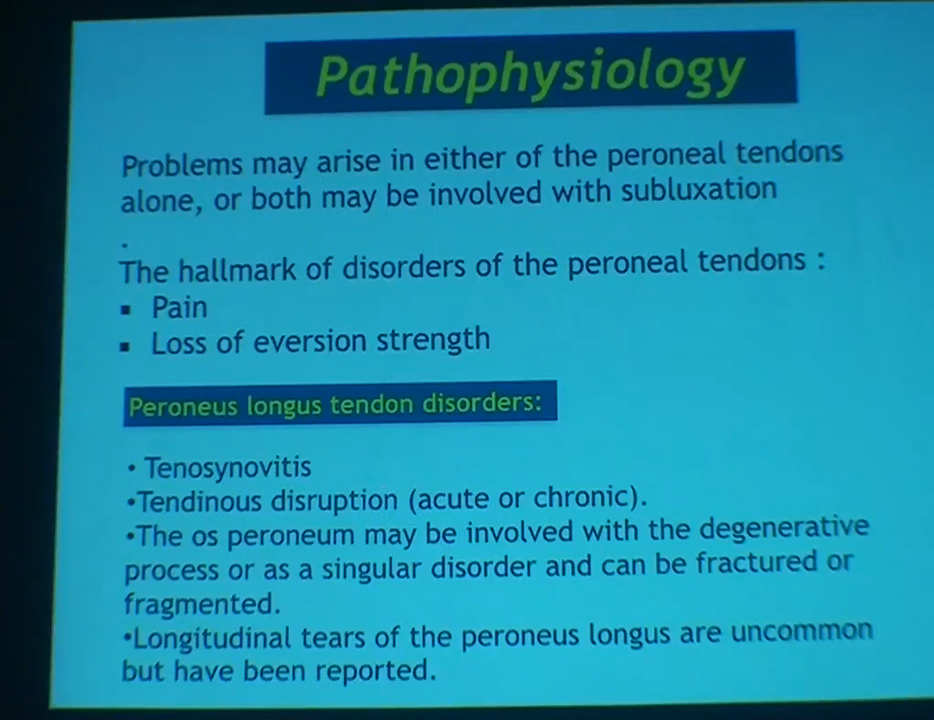 Pathophysiology
Problems may arise in either of the peroneal tendons
alone, or both may be involved with subluxation
.
The hallmark of disorders of the peroneal tendons :
▪ Pain
▪ Loss of eversion strength
Peroneus longus tendon disorders:
• Tenosynovitis
•Tendinous disruption (acute or chronic).
•The os peroneum may be involved with the degenerative
process or as a singular disorder and can be fractured or
fragmented.
•Longitudinal tears of the peroneus longus are uncommon
but have been reported.